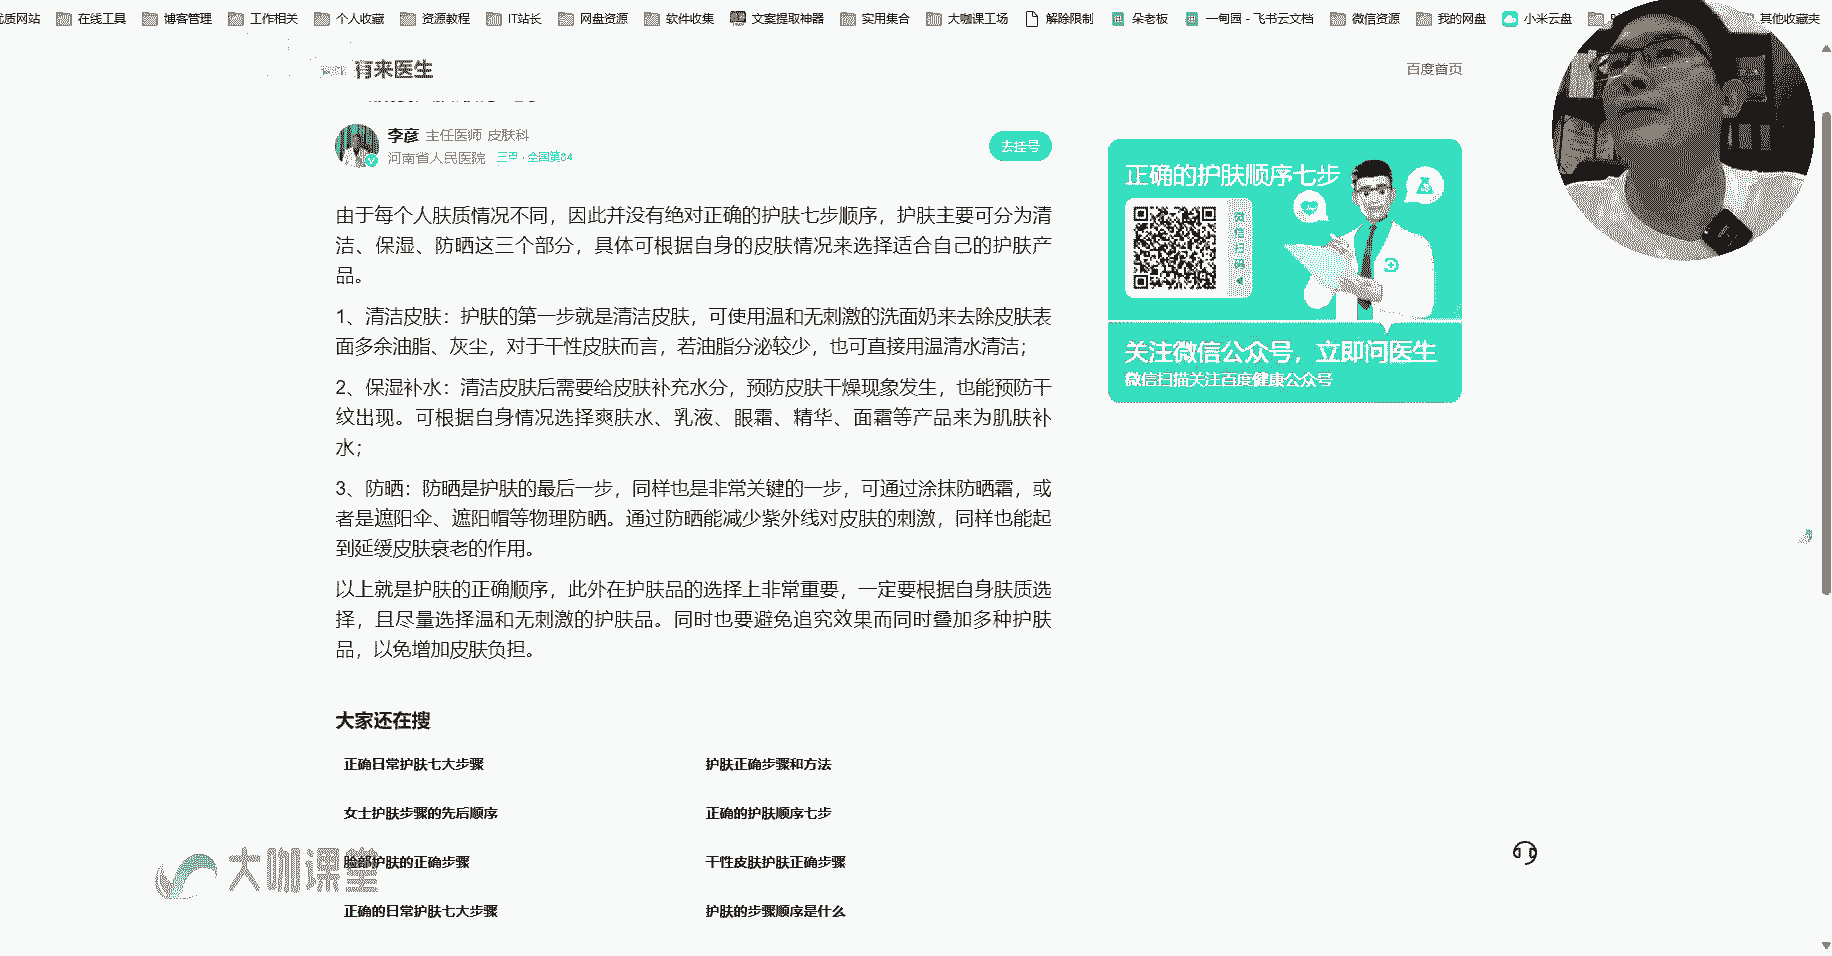 优质网站 在线工具 博客管理 工作相关 个人收藏 资源教程 IT站长 网盘资源 软件收集 文案提取神器 实用集合 大咖课工场 解除限制 朵老板 一甸园 - 飞书云文档 微信资源 我的网盘 小米云盘 其他收藏夹
有来医生
百度首页
李彦 主任医师 皮肤科
河南省人民医院 三甲 · 全国第84
去挂号
由于每个人肤质情况不同，因此并没有绝对正确的护肤七步顺序，护肤主要可分为清
洁、保湿、防晒这三个部分，具体可根据自身的皮肤情况来选择适合自己的护肤产
品。
1、清洁皮肤：护肤的第一步就是清洁皮肤，可使用温和无刺激的洗面奶来去除皮肤表
面多余油脂、灰尘，对于干性皮肤而言，若油脂分泌较少，也可直接用温清水清洁；
2、保湿补水：清洁皮肤后需要给皮肤补充水分，预防皮肤干燥现象发生，也能预防干
纹出现。可根据自身情况选择爽肤水、乳液、眼霜、精华、面霜等产品来为肌肤补
水；
3、防晒：防晒是护肤的最后一步，同样也是非常关键的一步，可通过涂抹防晒霜，或
者是遮阳伞、遮阳帽等物理防晒。通过防晒能减少紫外线对皮肤的刺激，同样也能起
到延缓皮肤衰老的作用。
以上就是护肤的正确顺序，此外在护肤品的选择上非常重要，一定要根据自身肤质选
择，且尽量选择温和无刺激的护肤品。同时也要避免追究效果而同时叠加多种护肤
品，以免增加皮肤负担。
正确的护肤顺序七步
微信扫码
关注微信公众号，立即问医生
微信扫描关注百度健康公众号
大家还在搜
正确日常护肤七大步骤
护肤正确步骤和方法
女士护肤步骤的先后顺序
正确的护肤顺序七步
脸部护肤的正确步骤
干性皮肤护肤正确步骤
正确的日常护肤七大步骤
护肤的步骤顺序是什么
大咖课堂